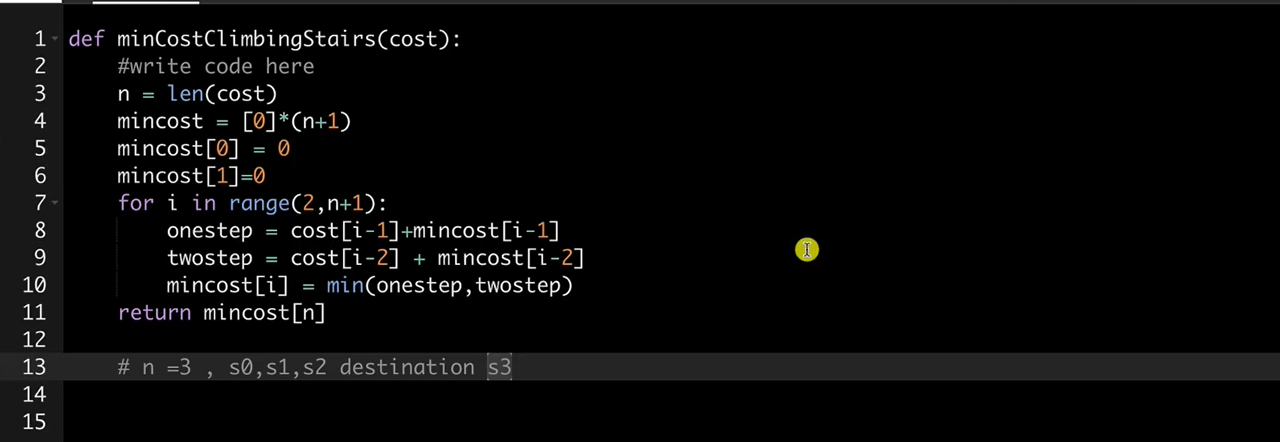 1 def minCostClimbingStairs(cost):
2     #write code here
3     n = len(cost)
4     mincost = [0]*(n+1)
5     mincost[0] = 0
6     mincost[1]=0
7     for i in range(2,n+1):
8         onestep = cost[i-1]+mincost[i-1]
9         twostep = cost[i-2] + mincost[i-2]
10         mincost[i] = min(onestep,twostep)
11     return mincost[n]
12
13     # n =3 , s0,s1,s2 destination s3
14
15